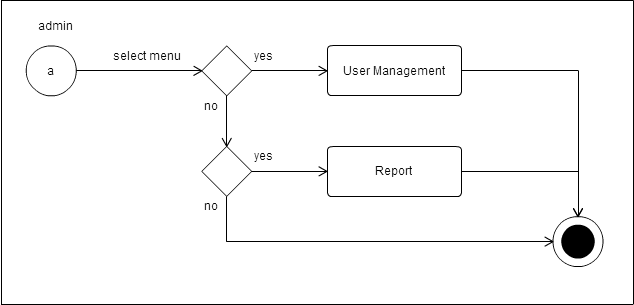 admin
a
select menu
yes
User Management
no
yes
Report
no